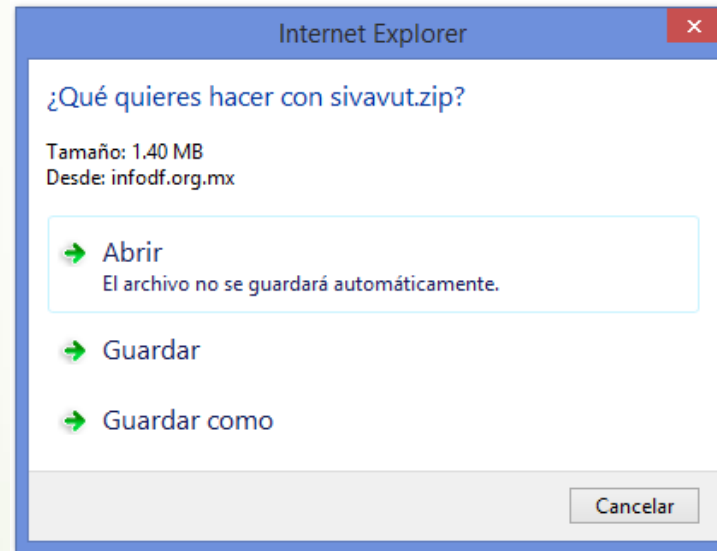 Internet Explorer
¿Qué quieres hacer con sivavut.zip?
Tamaño: 1.40 MB
Desde: infodf.org.mx
Abrir
El archivo no se guardará automáticamente.
Guardar
Guardar como
Cancelar